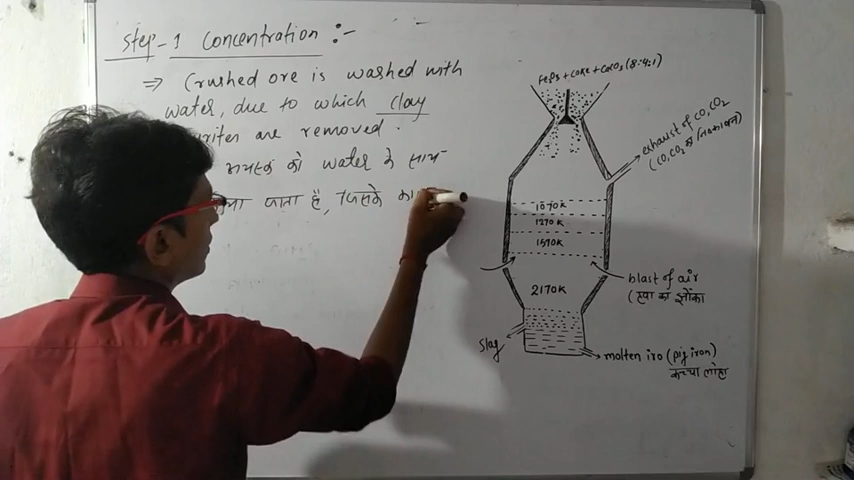 Step-1 Concentration :-
⇒ Crushed ore is washed with
water, due to which clay
are removed.
को water के साथ
जाता है, जिसके
+ COKE + CaCO3 (8:4:1)
exhaust of CO, CO2
1070K
1270K
1570K
2170K
blast of air
(हवा का झोंका
slag
molten iro (pig iron)
कच्चा लोहा